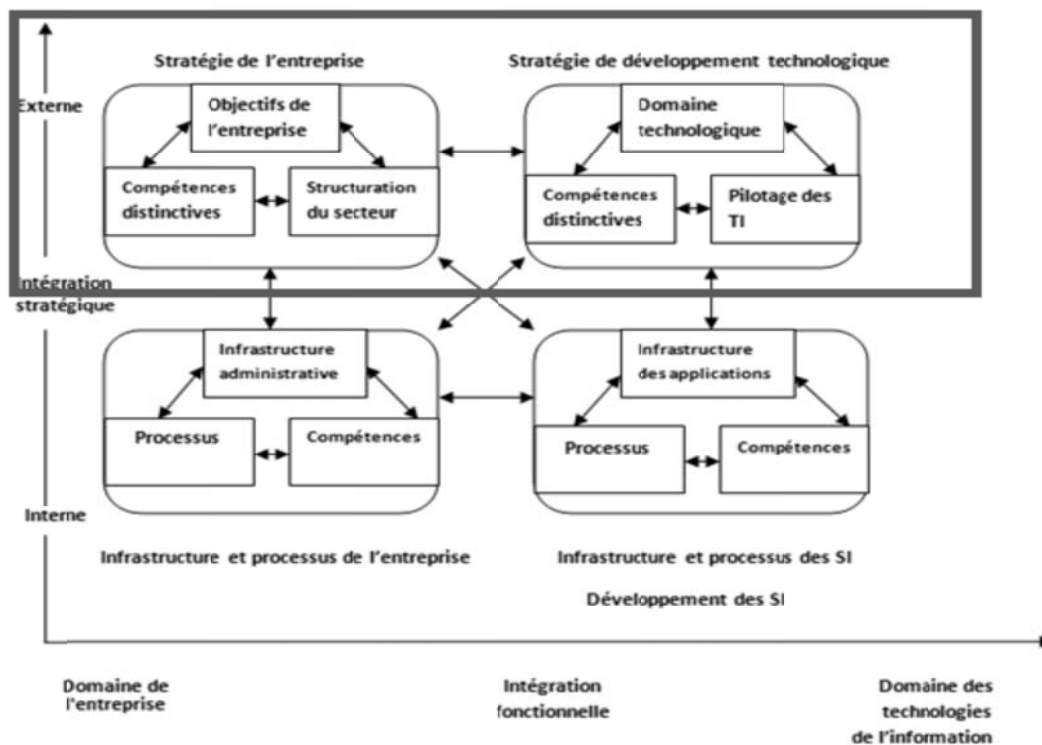 Stratégie de l'entreprise
Stratégie de développement technologique
Externe
Objectifs de
l'entreprise
Compétences
distinctives
Structuration
du secteur
Domaine
technologique
Compétences
distinctives
Pilotage des
TI
Intégration
stratégique
Infrastructure
administrative
Processus
Compétences
Infrastructure
des applications
Processus
Compétences
Interne
Infrastructure et processus de l'entreprise
Infrastructure et processus des SI
Développement des SI
Domaine de
l'entreprise
Intégration
fonctionnelle
Domaine des
technologies
de l'information